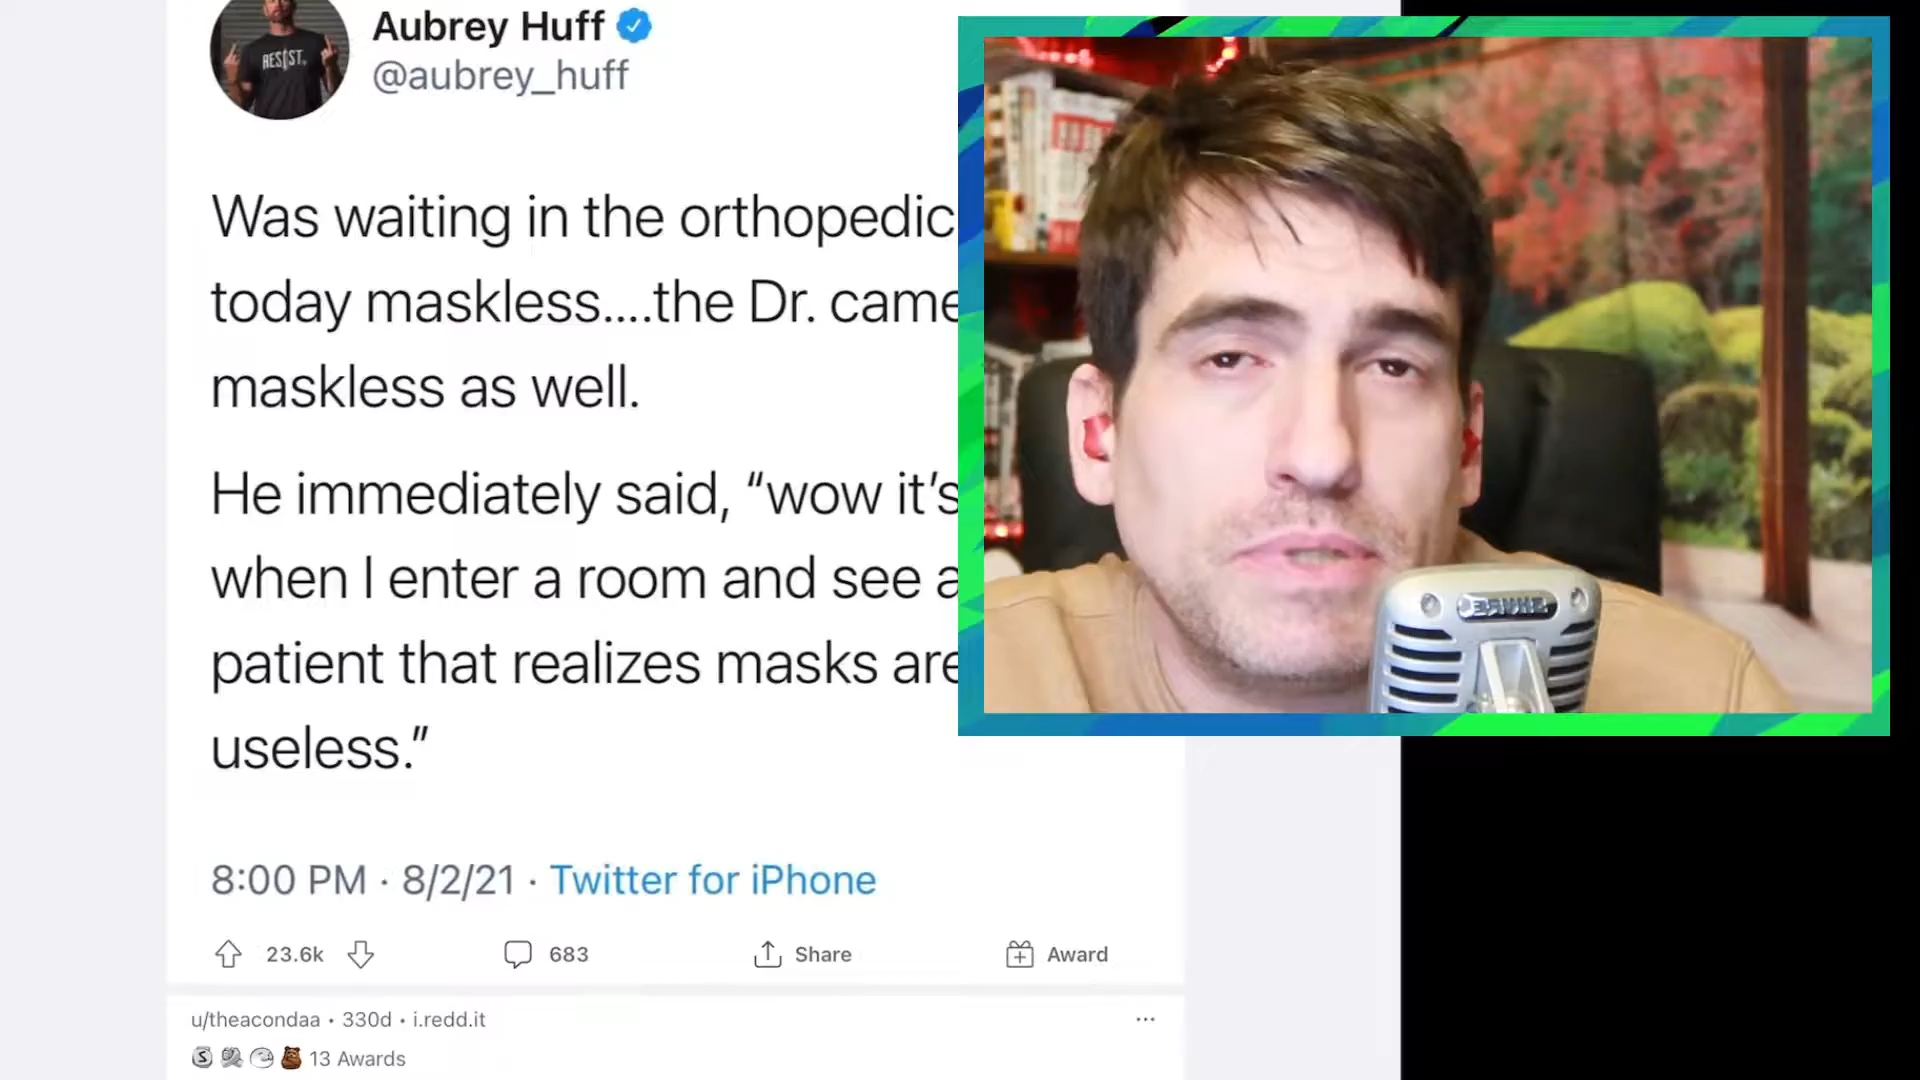 Aubrey Huff
@aubrey_huff
RESIST
Was waiting in the orthopedic
today maskless....the Dr. came
maskless as well.
He immediately said, “wow it’s
when I enter a room and see a
patient that realizes masks are
useless.”
8:00 PM · 8/2/21 · Twitter for iPhone
23.6k
683
Share
Award
u/theacondaa • 330d • i.redd.it
13 Awards
SHURE